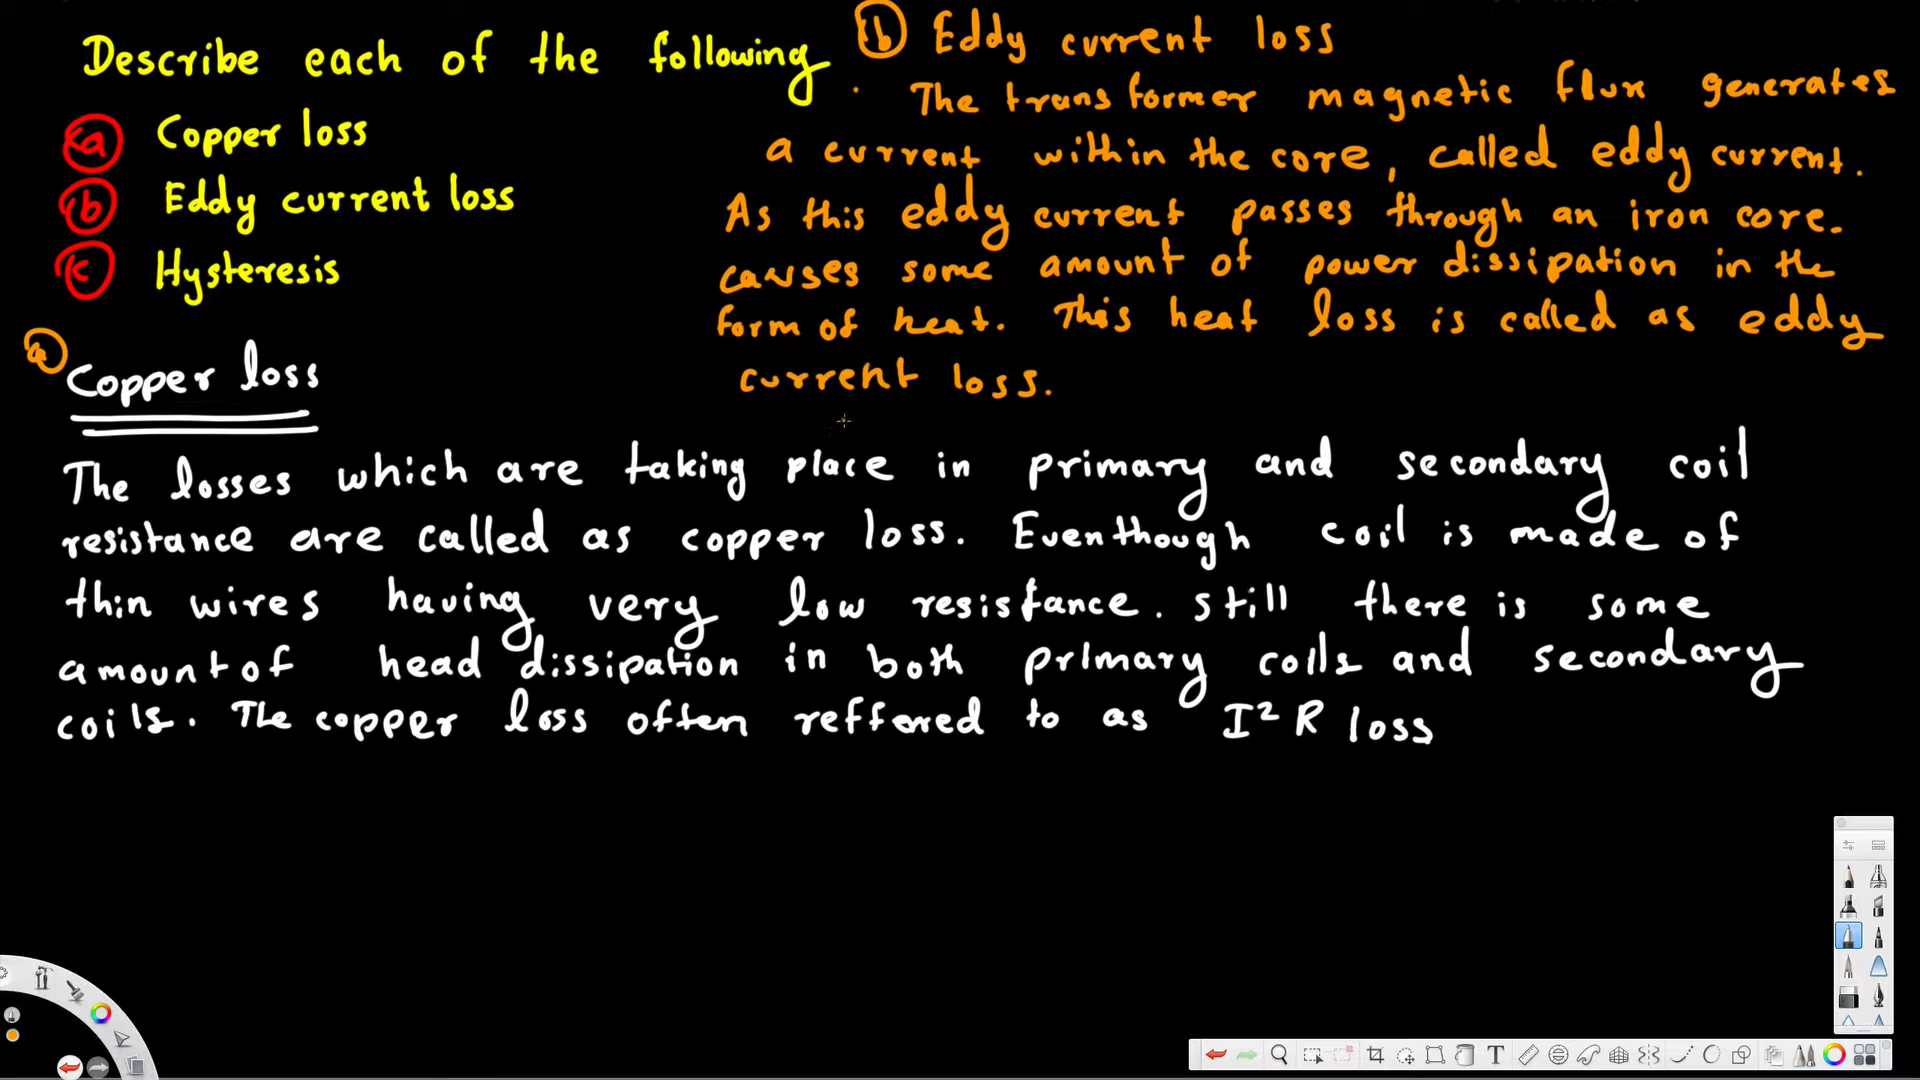 Describe each of the following
a Copper loss
b Eddy current loss
c Hysteresis
a
Copper loss
b Eddy current loss
The transformer magnetic flux generates
a current within the core, called eddy current.
As this eddy current passes through an iron core.
causes some amount of power dissipation in the
form of heat. This heat loss is called as eddy
current loss.
The losses which are taking place in primary and secondary coil
resistance are called as copper loss. Eventhough coil is made of
thin wires having very low resistance. still there is some
amount of head dissipation in both primary coils and secondary
coils. The copper loss often reffered to as I²R loss